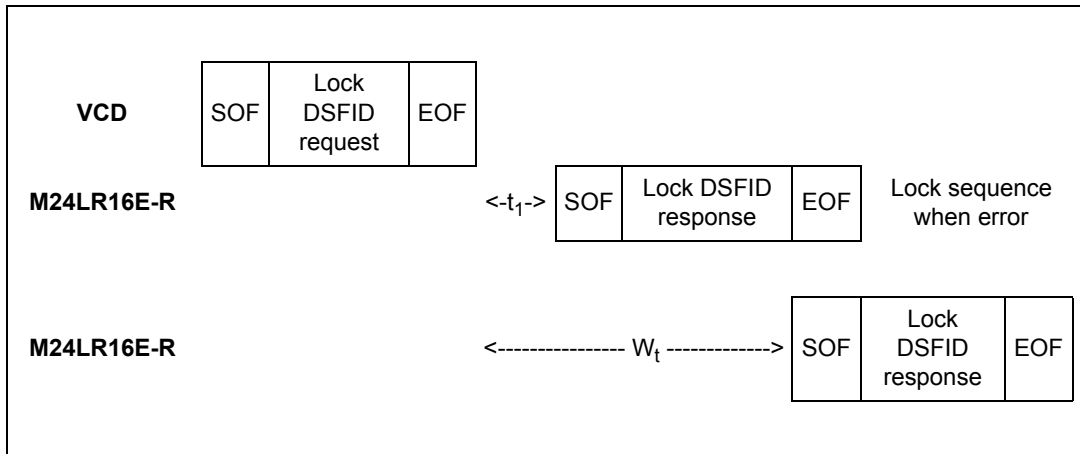 VCD
SOF
Lock
DSFID
request
EOF
M24LR16E-R
<-t₁->
SOF
Lock DSFID
response
EOF
Lock sequence
when error
M24LR16E-R
<---------------- Wₜ ------------->
SOF
Lock
DSFID
response
EOF